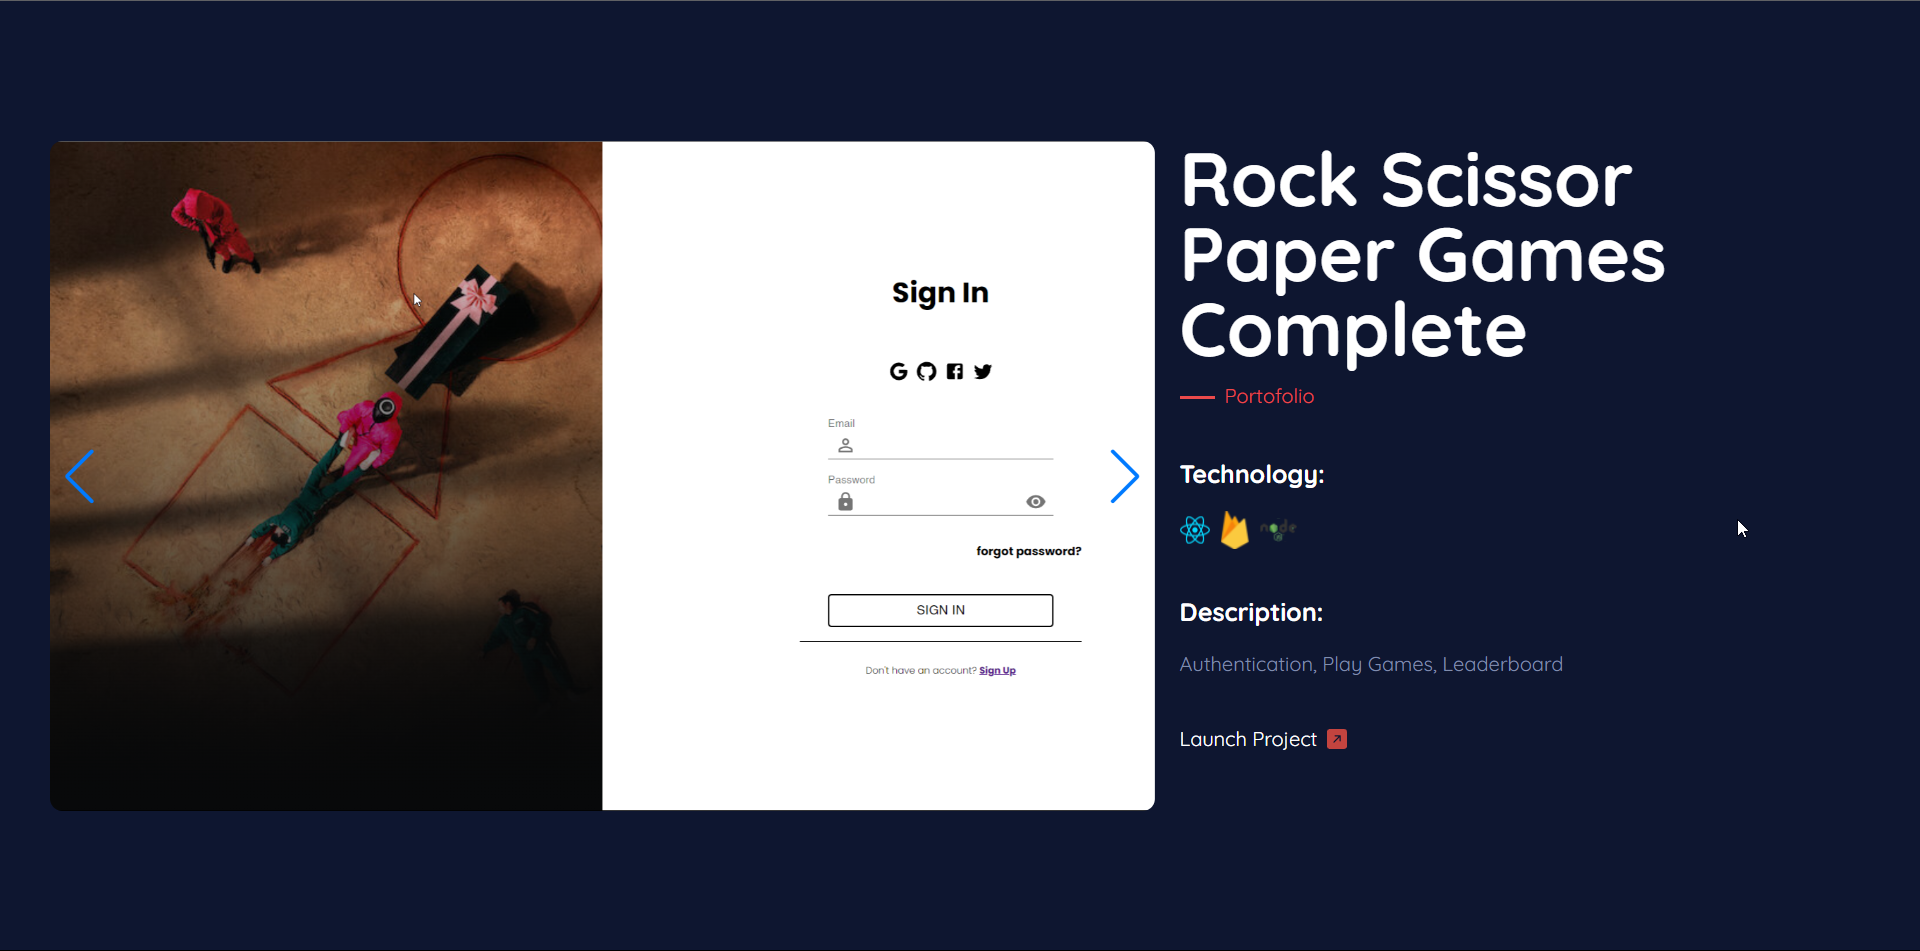 Sign In
Email
Password
forgot password?
SIGN IN
Don't have an account? Sign Up
Rock Scissor
Paper Games
Complete
Portofolio
Technology:
node
Description:
Authentication, Play Games, Leaderboard
Launch Project